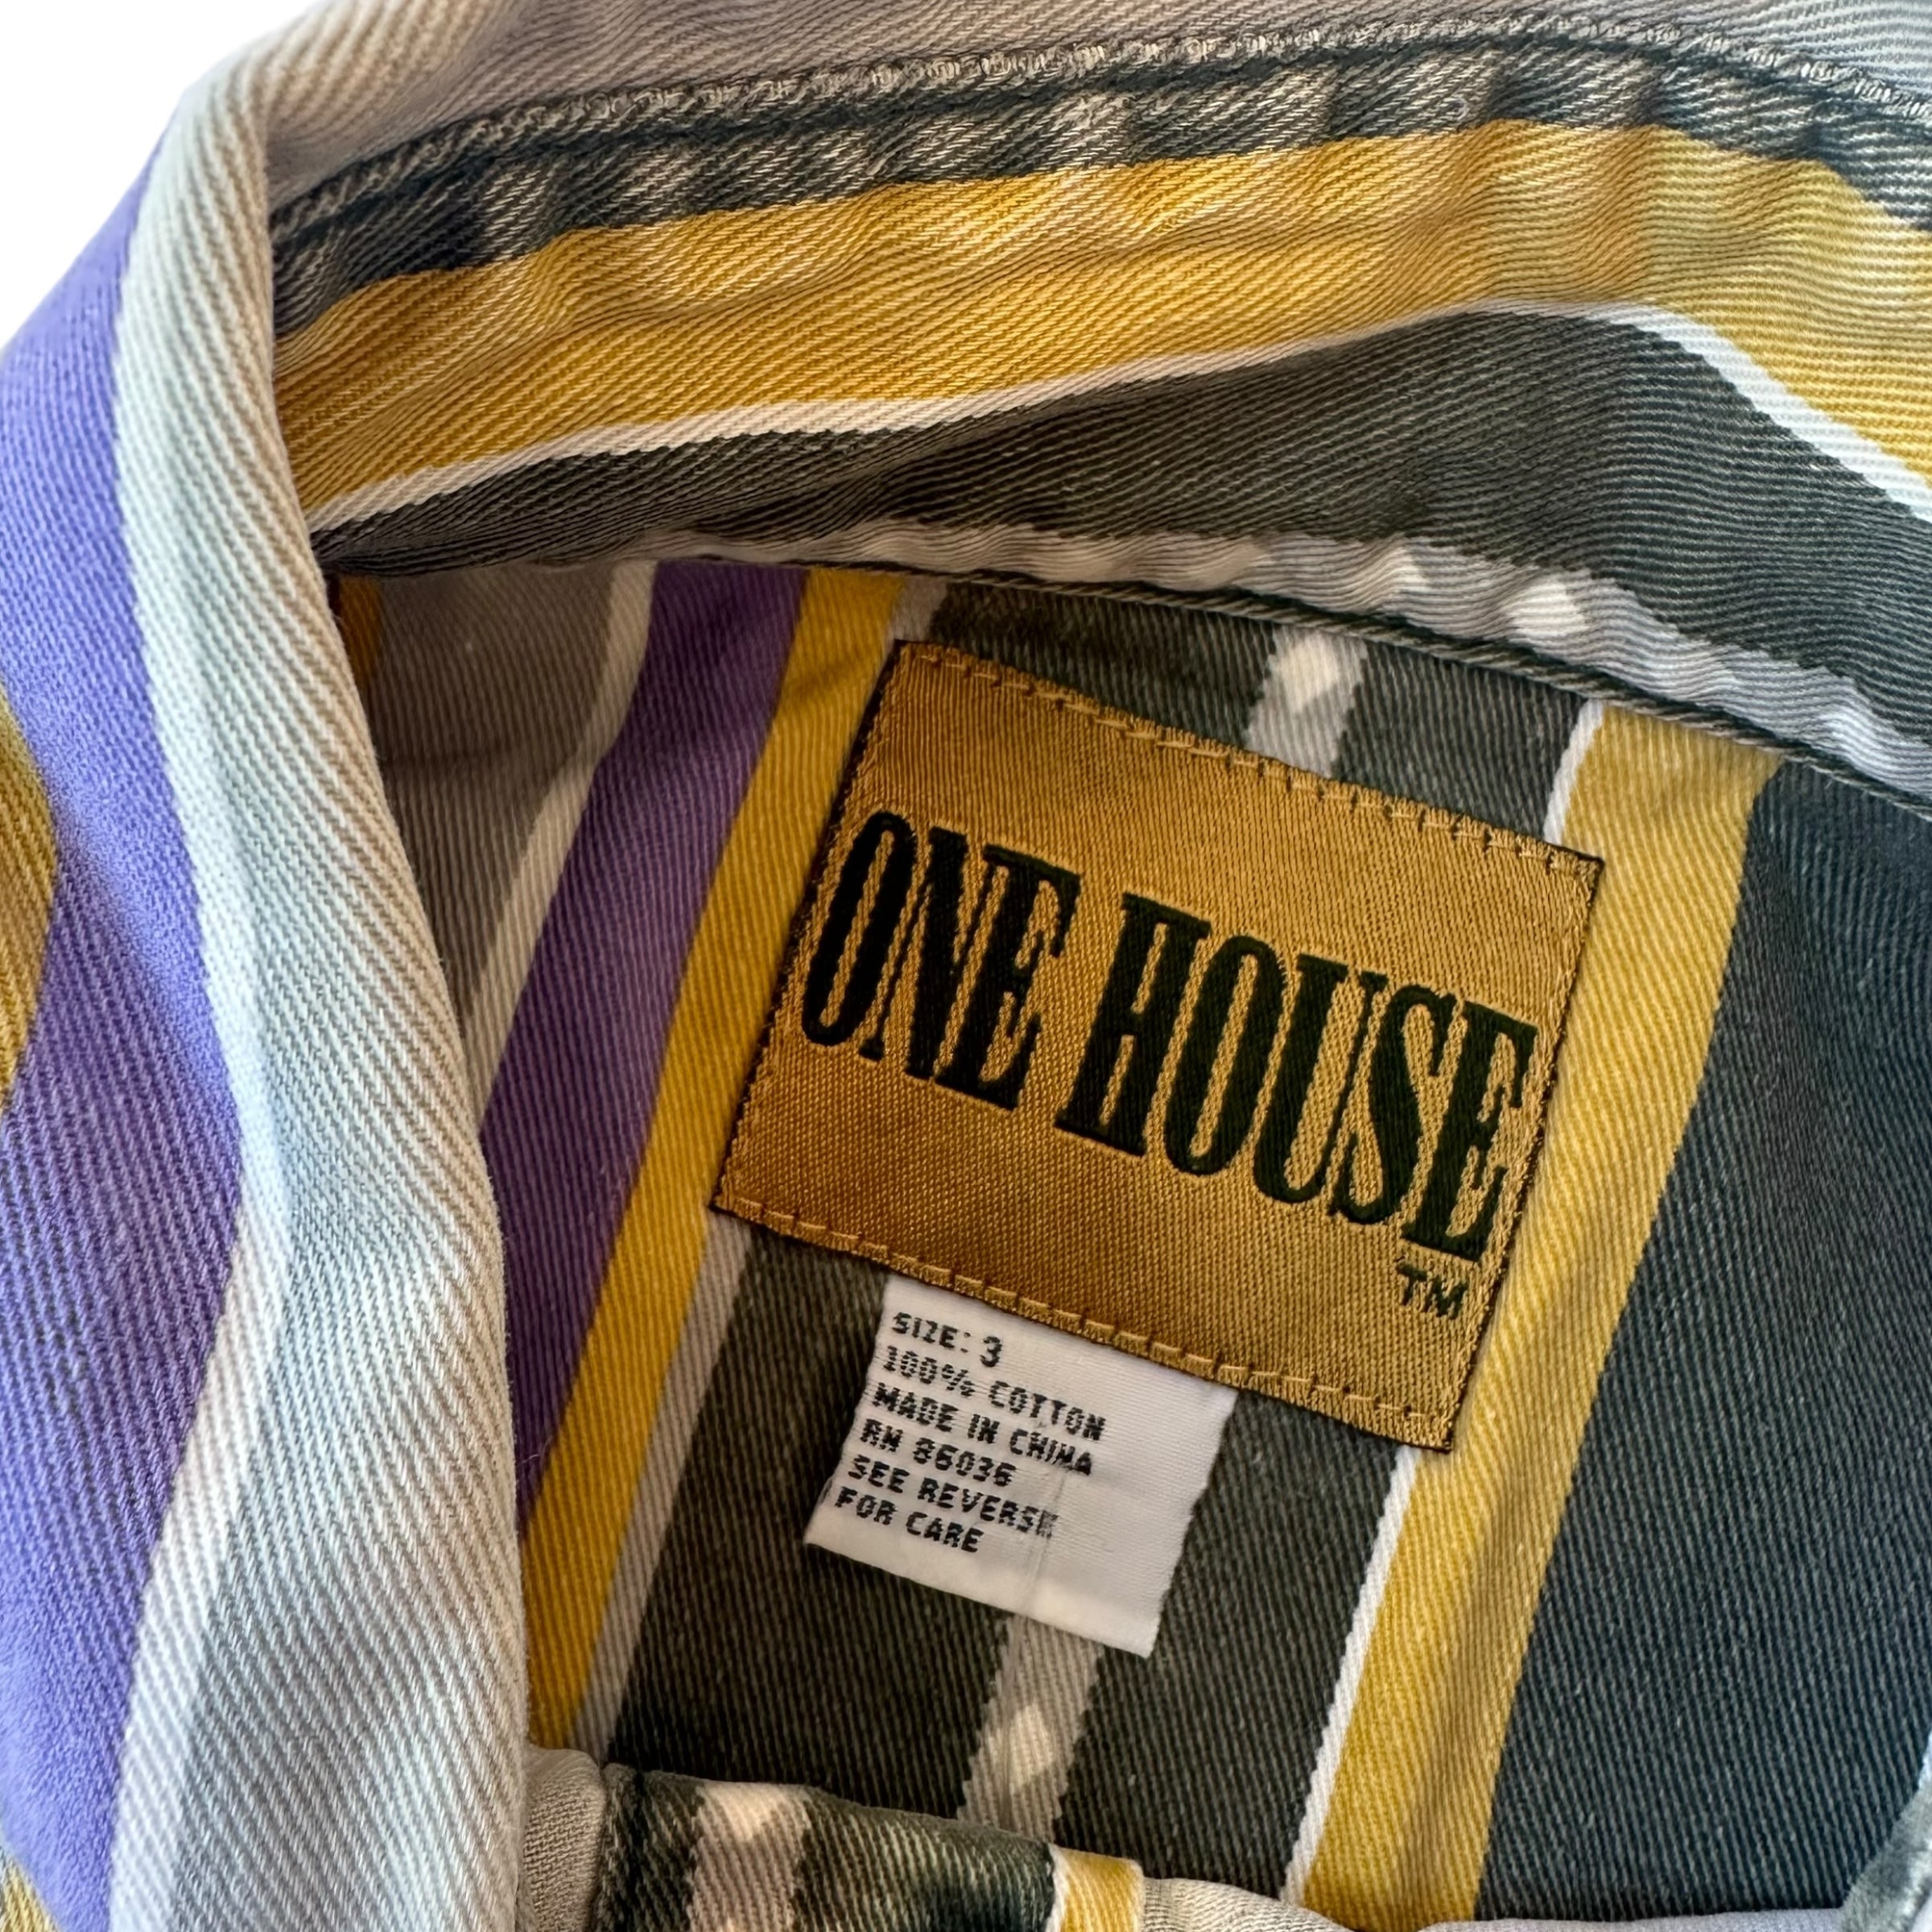 ONE HOUSE
TM
SIZE: 3
100% COTTON
MADE IN CHINA
RN 86036
SEE REVERSE
FOR CARE